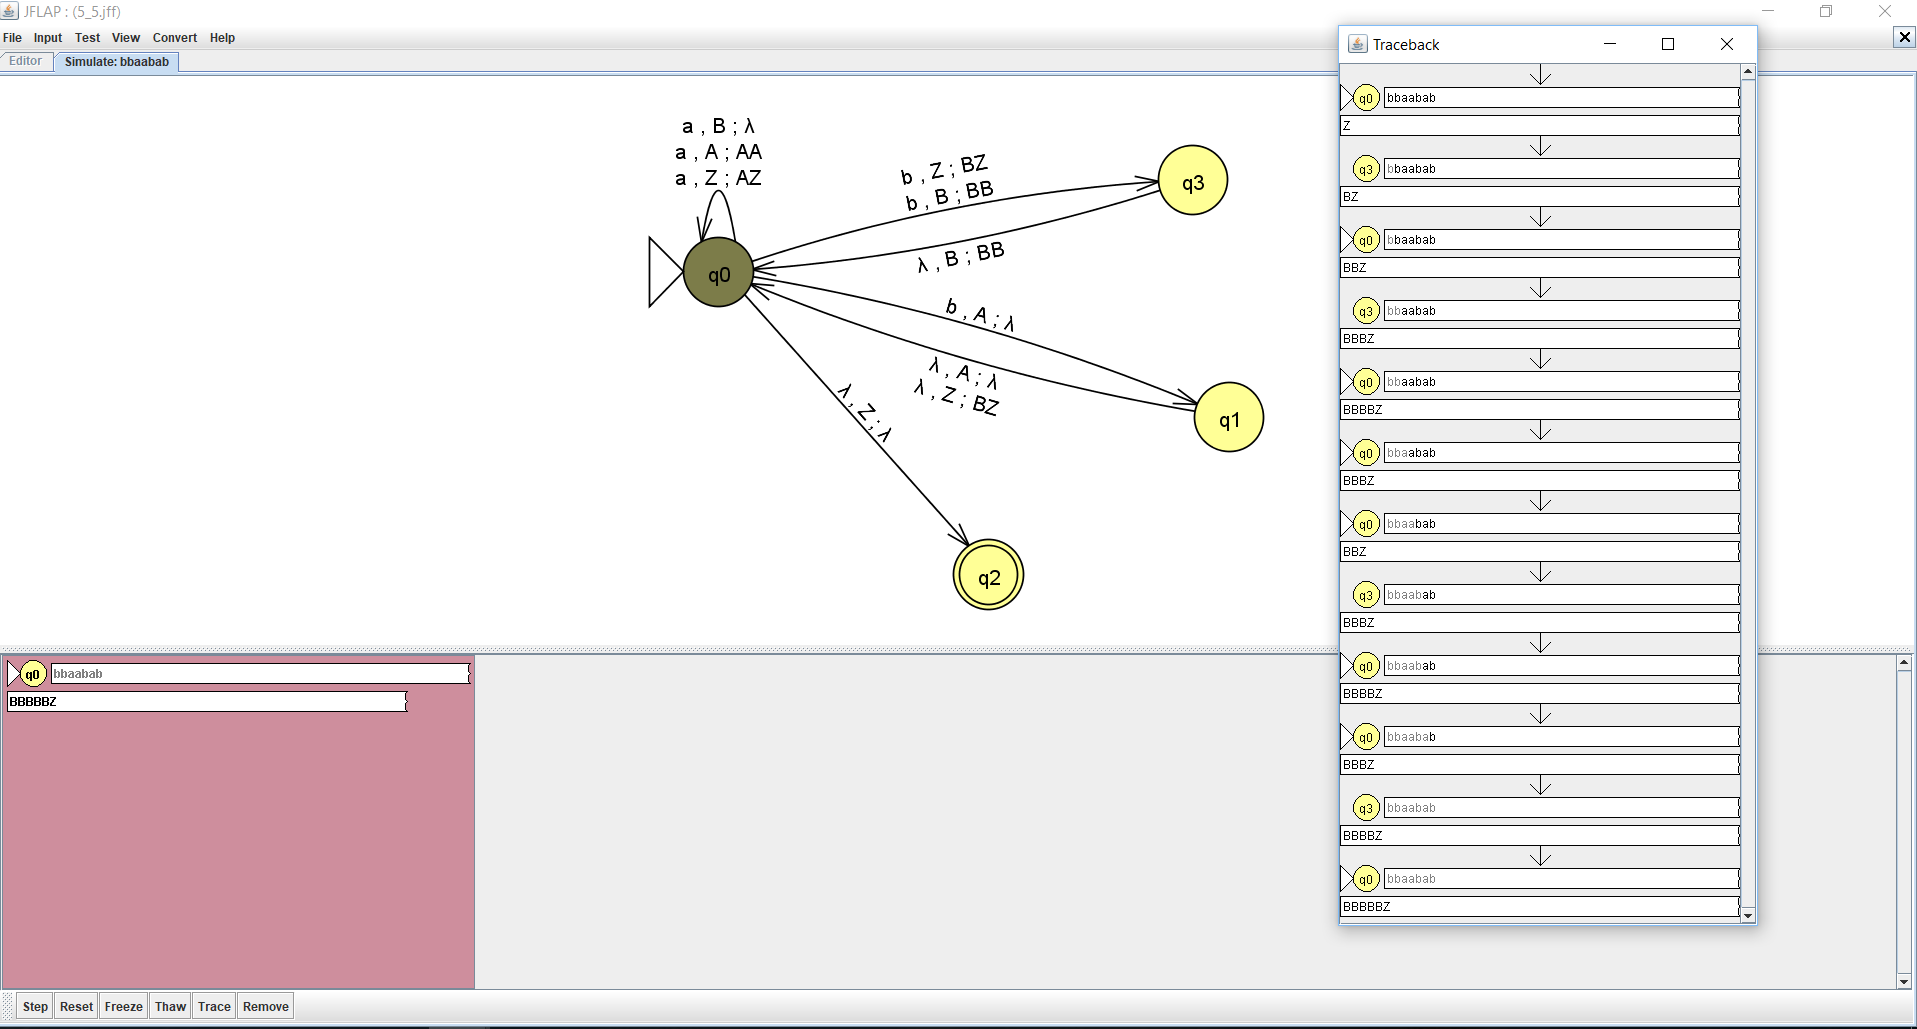 JFLAP : (5_5.jff)
File Input Test View Convert Help
Editor Simulate: bbaabab
a , B ; λ
a , A ; AA
a , Z ; AZ
b , Z ; BZ
b , B ; BB
λ , B ; BB
b , A ; λ
λ , A ; λ
λ , Z ; BZ
λ , Z ; λ
q0
q3
q1
q2
q0 bbaabab
BBBBBZ
Step Reset Freeze Thaw Trace Remove
Traceback
q0 bbaabab
Z
q3 bbaabab
BZ
q0 bbaabab
BBZ
q3 bbaabab
BBBZ
q0 bbaabab
BBBBZ
q0 bbaabab
BBBZ
q0 bbaabab
BBZ
q3 bbaabab
BBBZ
q0 bbaabab
BBBBZ
q0 bbaabab
BBBZ
q3 bbaabab
BBBBZ
q0 bbaabab
BBBBBZ